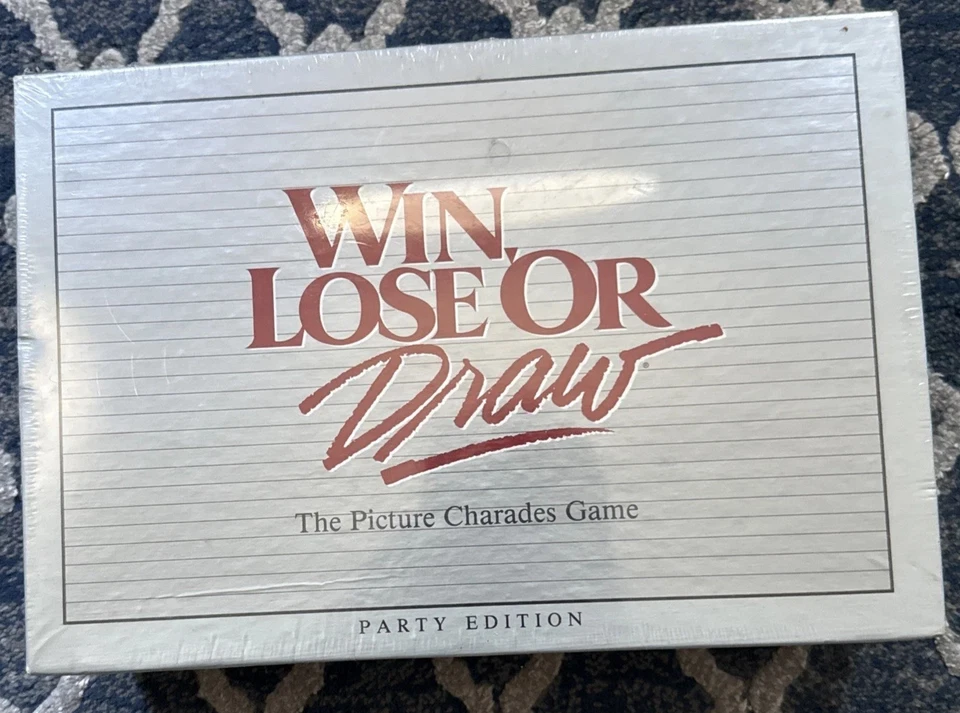 WIN,
LOSE OR
Draw
The Picture Charades Game
PARTY EDITION